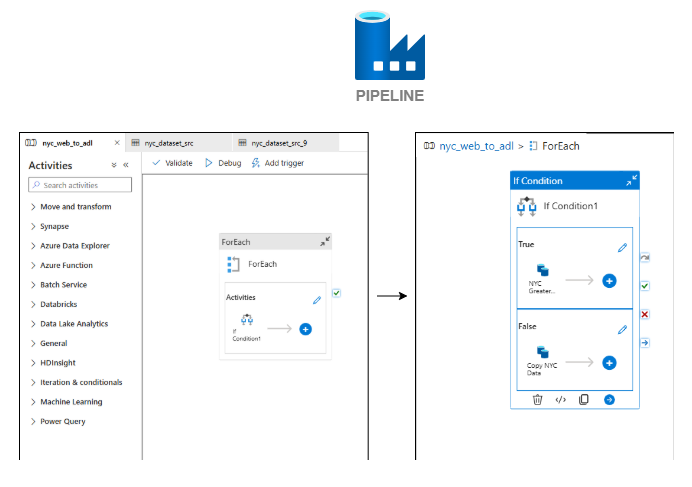 PIPELINE
nyc_web_to_adl
nyc_dataset_src
nyc_dataset_src_9
Activities
Validate
Debug
Add trigger
Search activities
Move and transform
Synapse
Azure Data Explorer
Azure Function
Batch Service
Databricks
Data Lake Analytics
General
HDInsight
Iteration & conditionals
Machine Learning
Power Query
ForEach
ForEach
Activities
If
Condition1
nyc_web_to_adl > ForEach
If Condition
If Condition1
True
NYC
Greater...
False
Copy NYC
Data